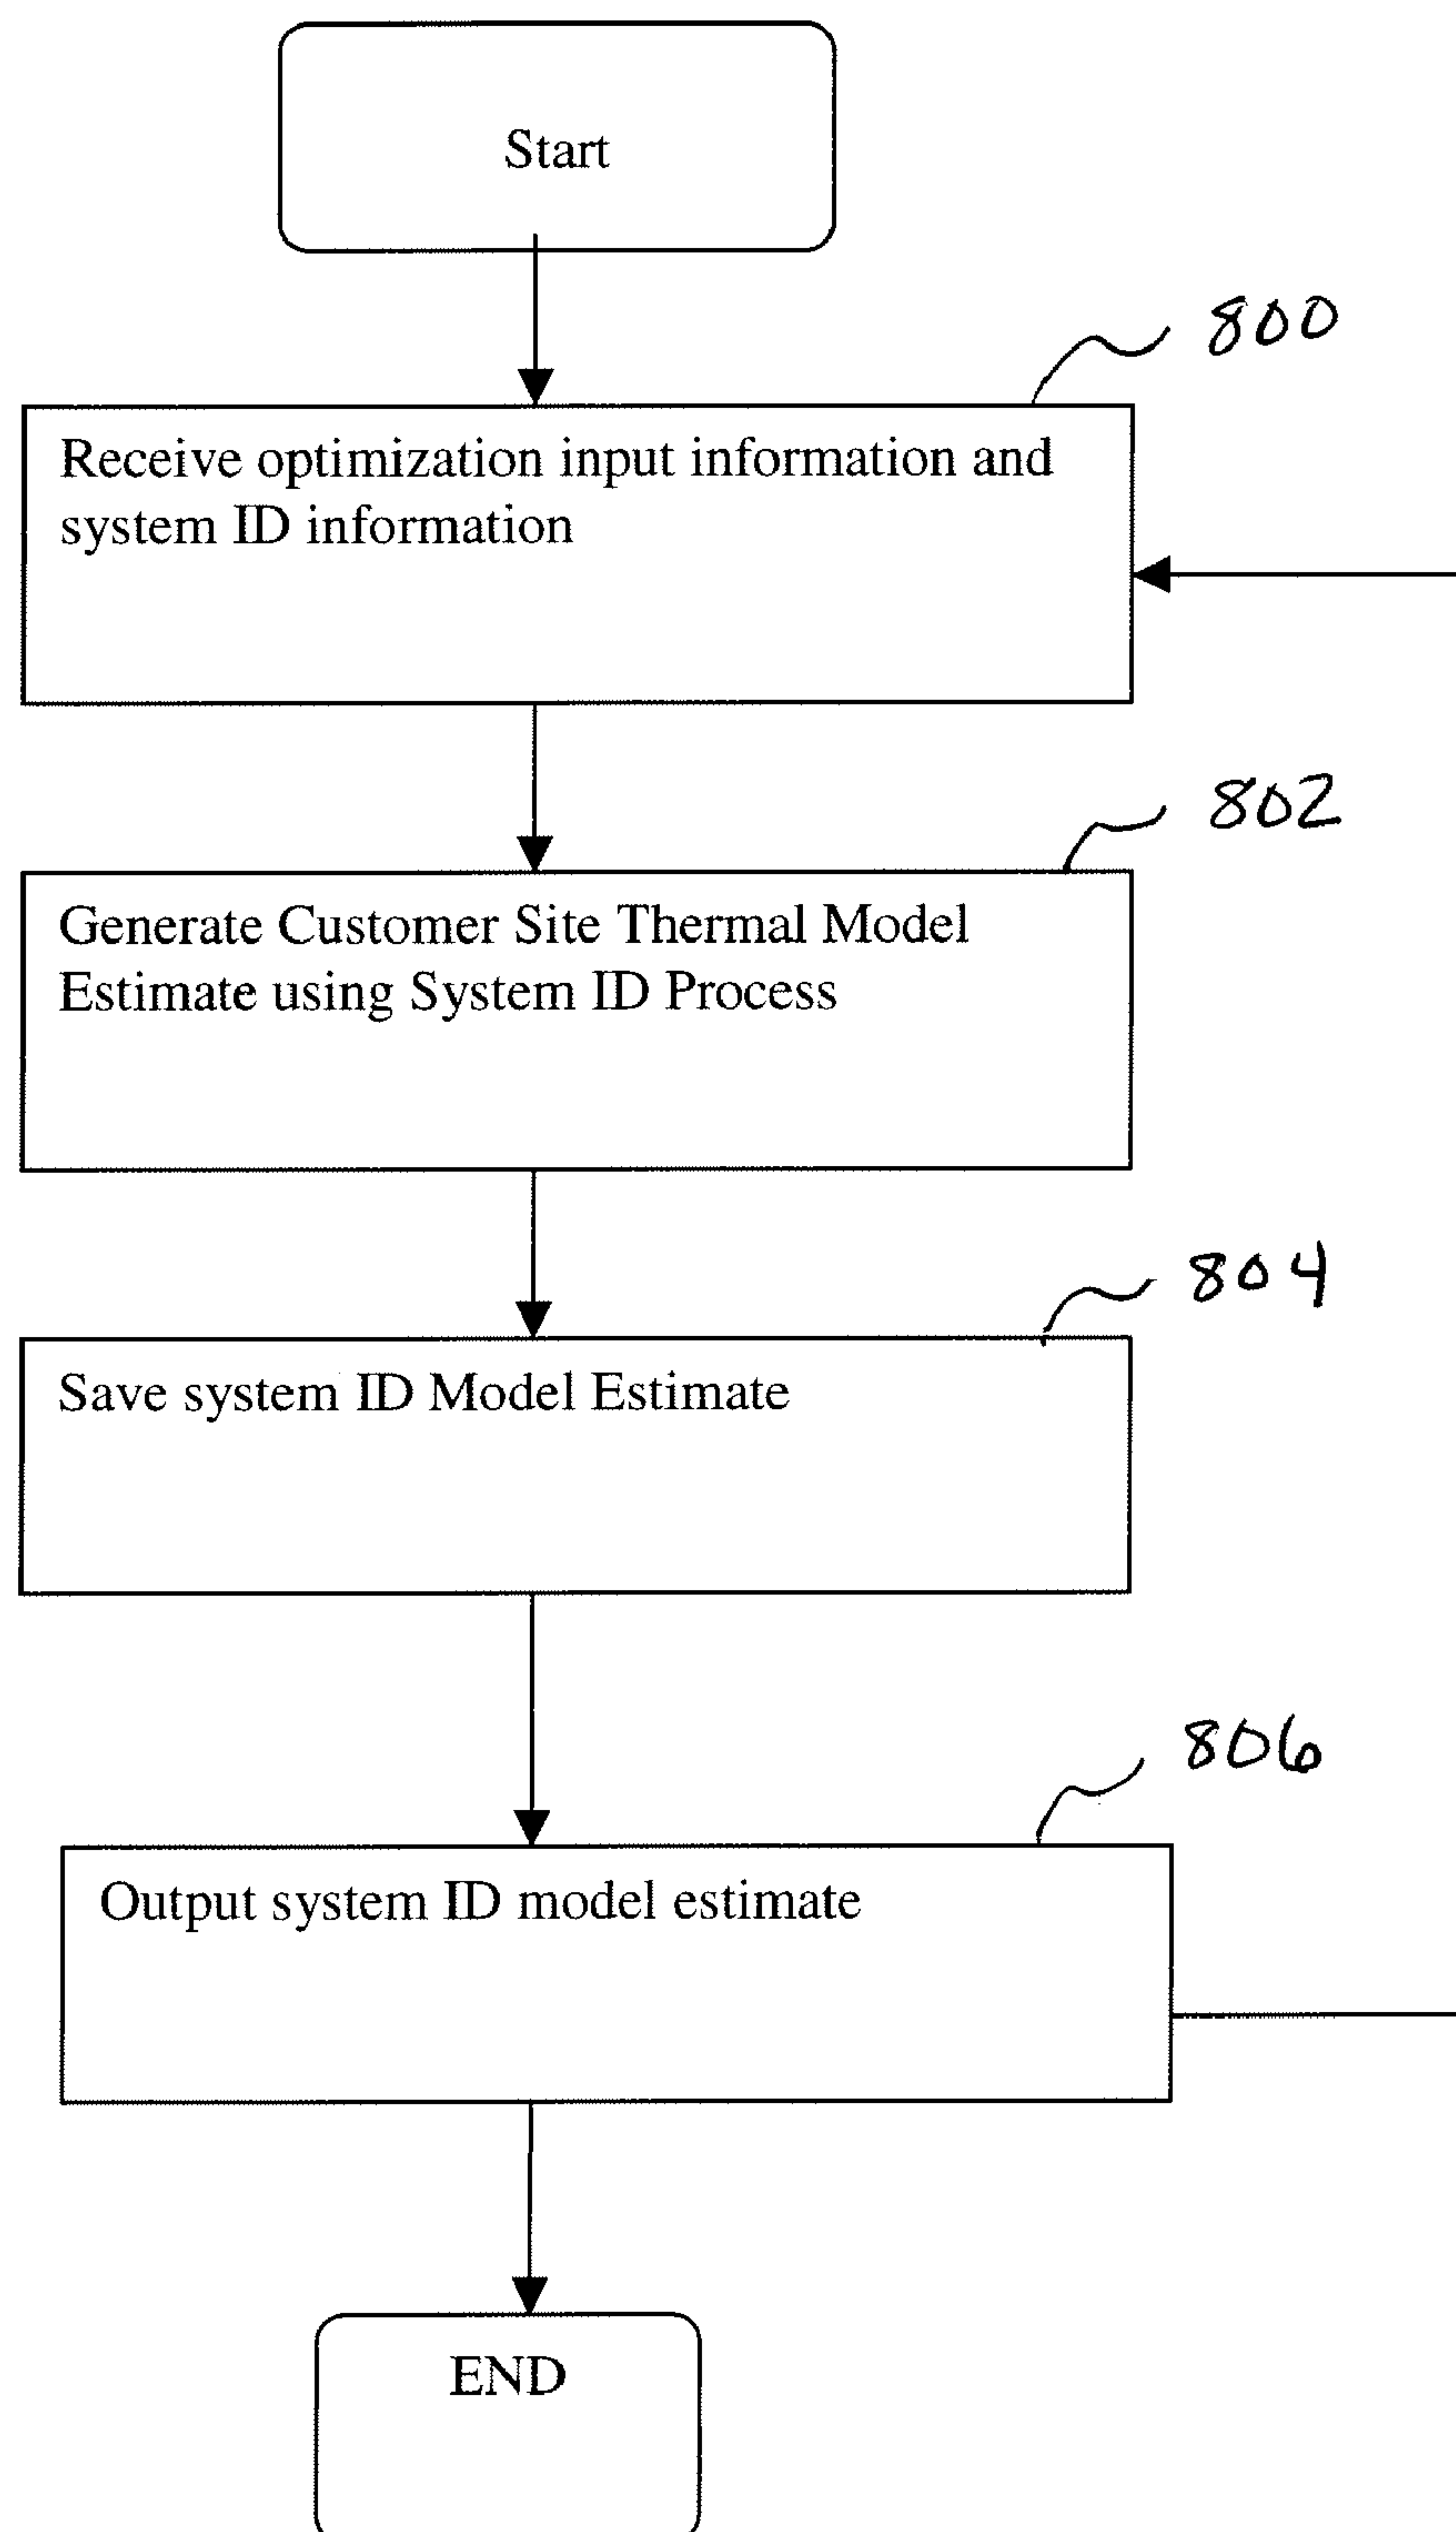 Start
800
Receive optimization input information and
system ID information
802
Generate Customer Site Thermal Model
Estimate using System ID Process
804
Save system ID Model Estimate
806
Output system ID model estimate
END